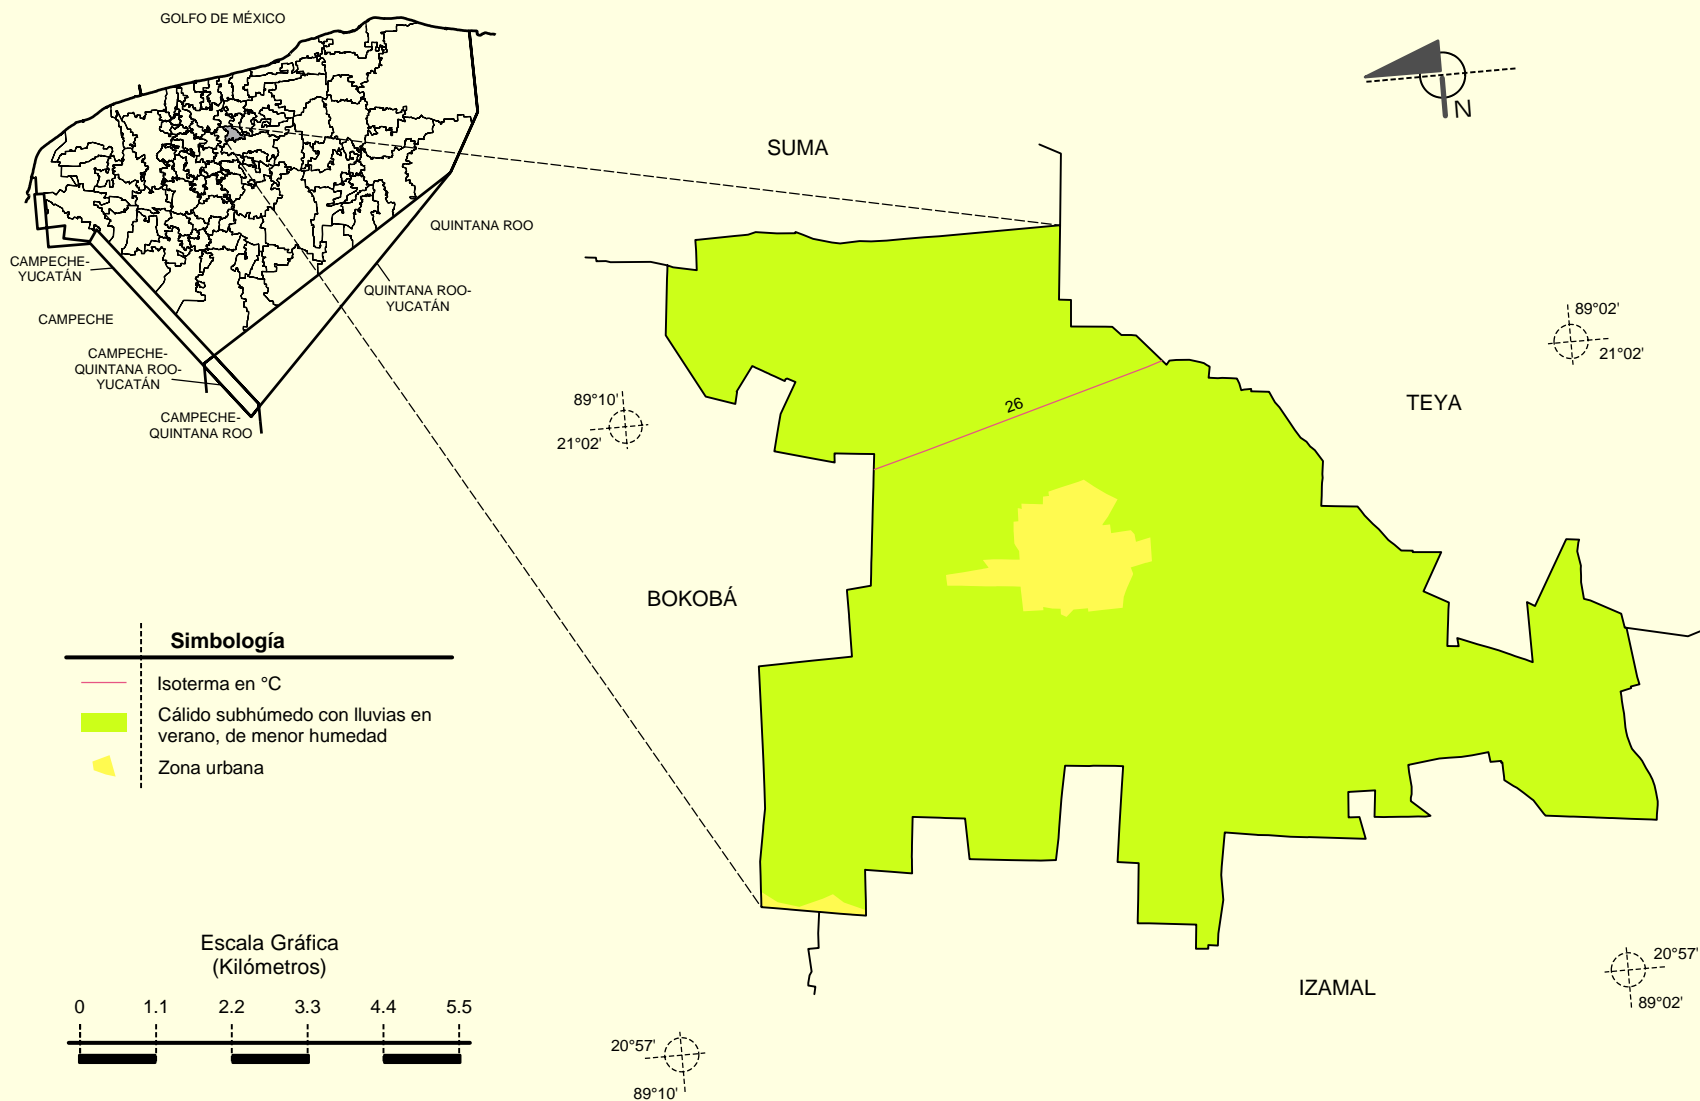 GOLFO DE MÉXICO
N
SUMA
QUINTANA ROO
CAMPECHE-
YUCATÁN
QUINTANA ROO-
YUCATÁN
CAMPECHE
CAMPECHE-
QUINTANA ROO-
YUCATÁN
CAMPECHE-
QUINTANA ROO
89°02'
21°02'
89°10'
21°02'
26
TEYA
BOKOBÁ
Simbología
Isoterma en °C
Cálido subhúmedo con lluvias en
verano, de menor humedad
Zona urbana
Escala Gráfica
(Kilómetros)
0 1.1 2.2 3.3 4.4 5.5
IZAMAL
20°57'
89°02'
20°57'
89°10'